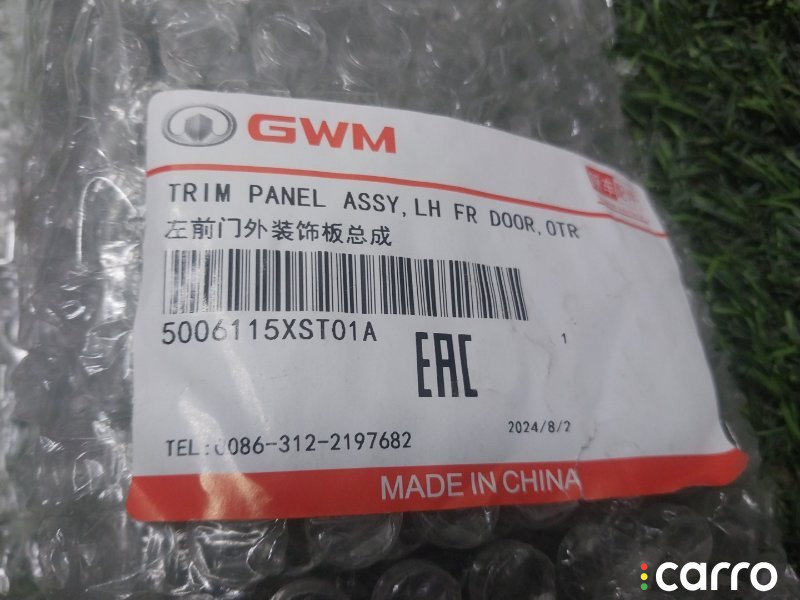 GWM
TRIM PANEL ASSY,LH FR DOOR,OTR
左前门外装饰板总成
5006115XST01A
EAC
1
2024/8/2
TEL:0086-312-2197682
MADE IN CHINA
carro